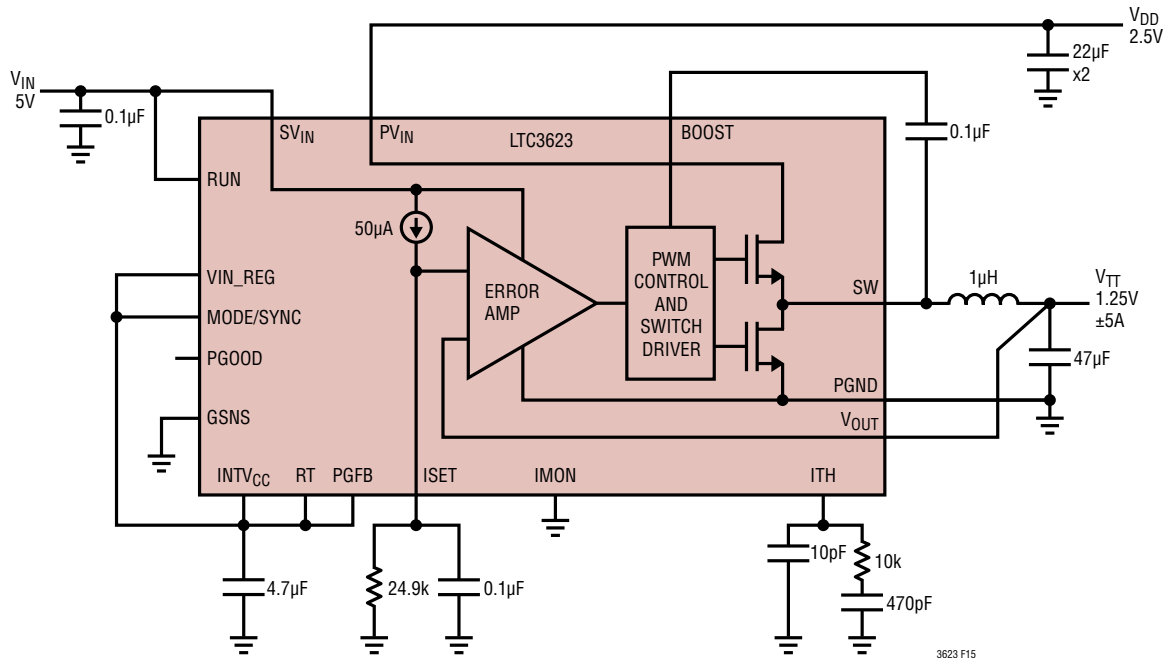 VDD
2.5V
22µF
x2
VIN
5V
0.1µF
SVIN
PVIN
LTC3623
BOOST
0.1µF
RUN
50µA
VIN_REG
MODE/SYNC
PGOOD
GSNS
ERROR
AMP
PWM
CONTROL
AND
SWITCH
DRIVER
SW
1µH
VTT
1.25V
±5A
47µF
PGND
VOUT
INTVCC
RT
PGFB
ISET
IMON
ITH
4.7µF
24.9k
0.1µF
10pF
10k
470pF
3623 F15